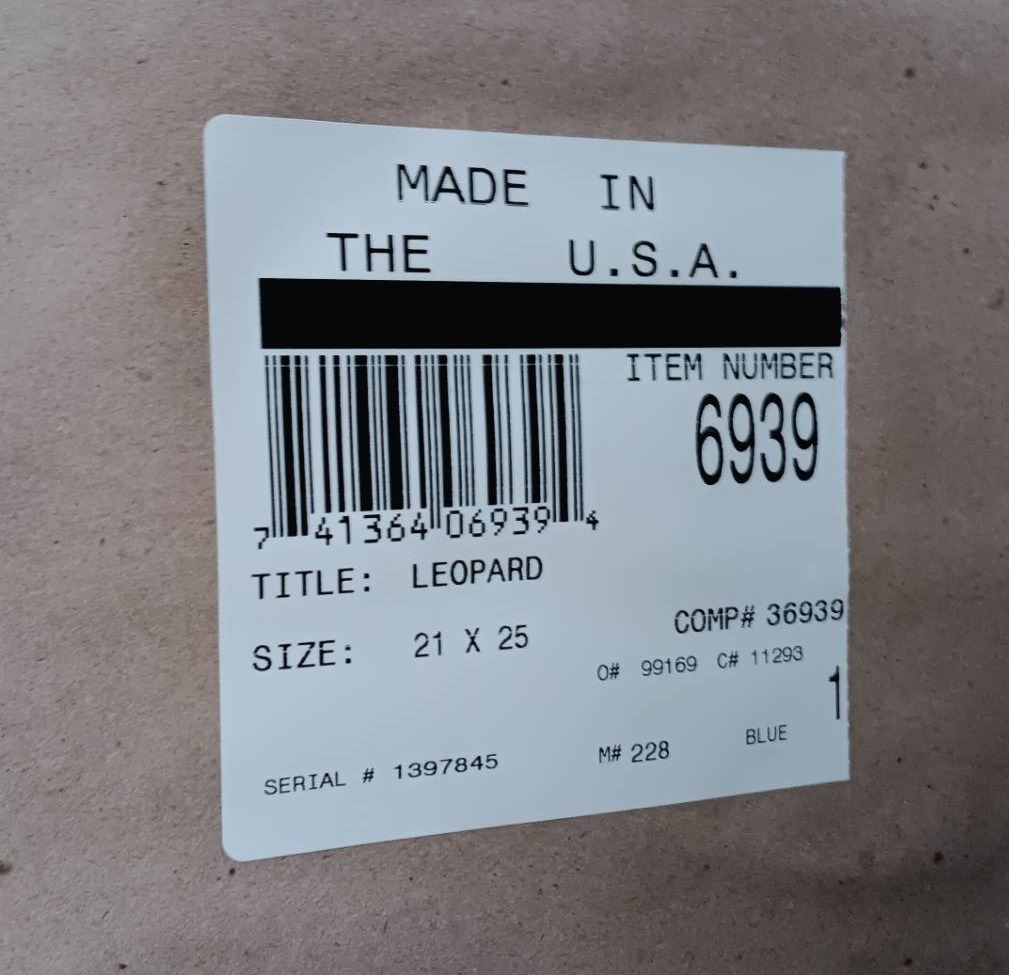 MADE IN
THE U.S.A.
ITEM NUMBER
6939
7 41364 06939 4
TITLE: LEOPARD
COMP# 36939
SIZE: 21 X 25
O# 99169 C# 11293
1
SERIAL # 1397845
M# 228 BLUE